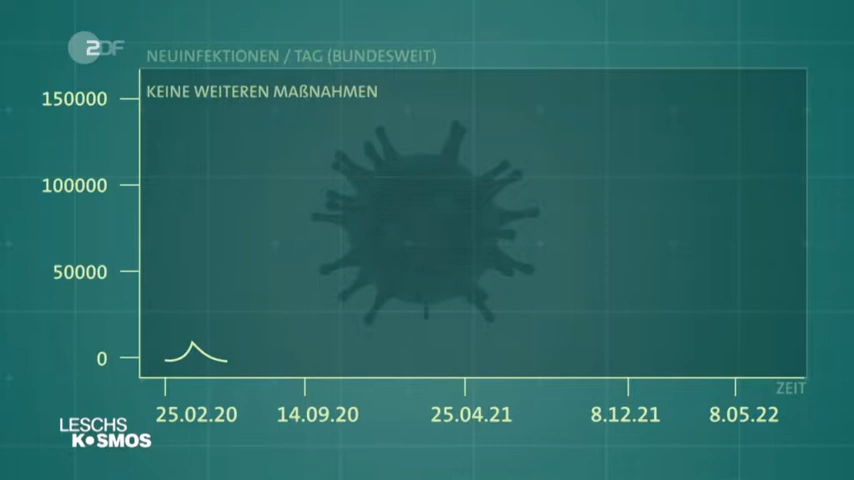 ZDF
NEUINFEKTIONEN / TAG (BUNDESWEIT)
KEINE WEITEREN MAẞNAHMEN
150000
100000
50000
0
ZEIT
25.02.20
14.09.20
25.04.21
8.12.21
8.05.22
LESCHS
KOSMOS